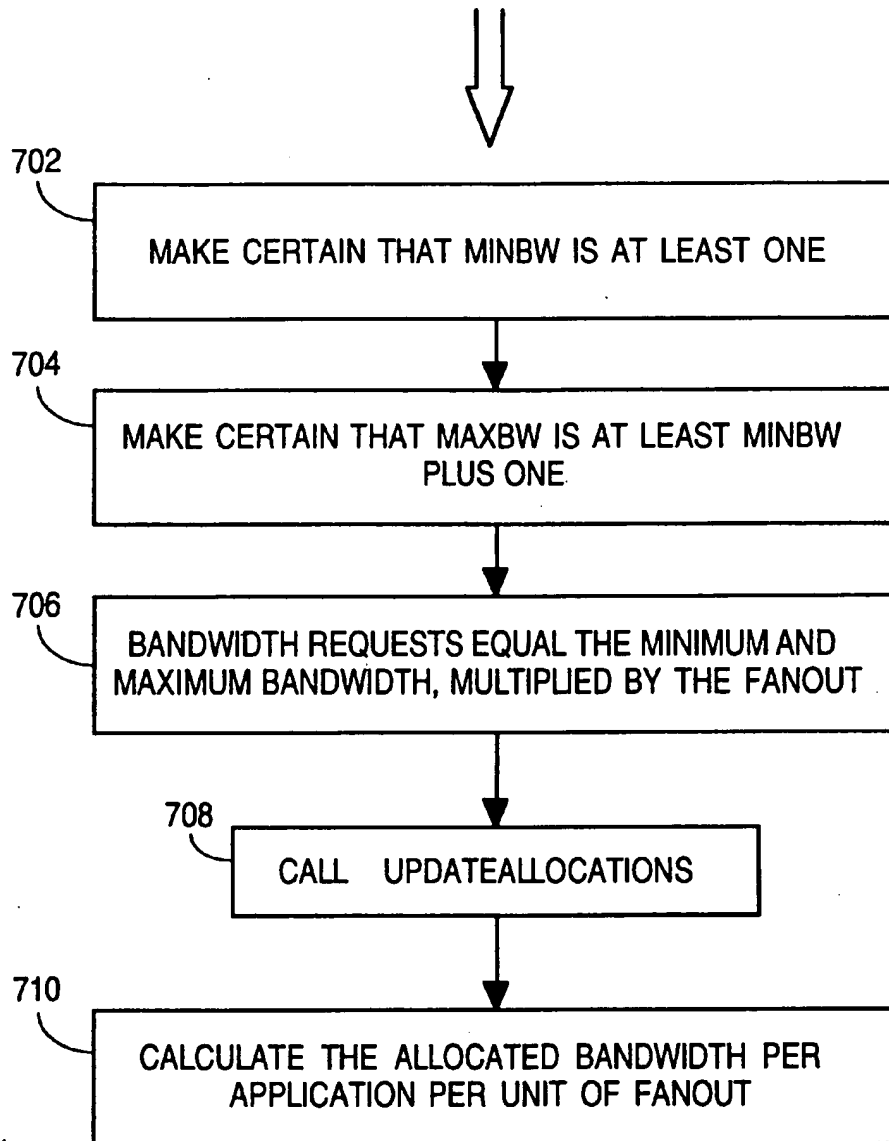 702
MAKE CERTAIN THAT MINBW IS AT LEAST ONE
704
MAKE CERTAIN THAT MAXBW IS AT LEAST MINBW
PLUS ONE
706
BANDWIDTH REQUESTS EQUAL THE MINIMUM AND
MAXIMUM BANDWIDTH, MULTIPLIED BY THE FANOUT
708
CALL UPDATEALLOCATIONS
710
CALCULATE THE ALLOCATED BANDWIDTH PER
APPLICATION PER UNIT OF FANOUT